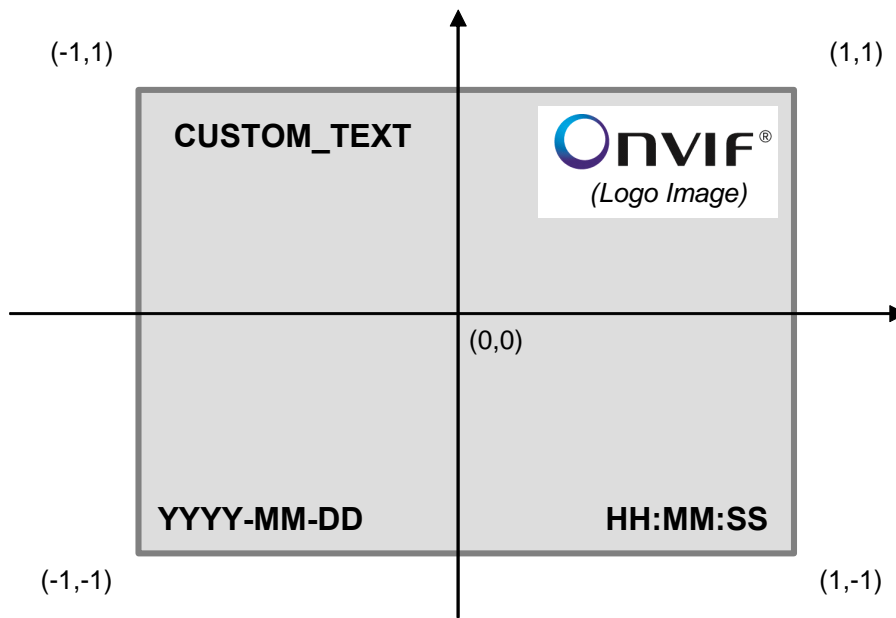 (-1,1)
(1,1)
CUSTOM_TEXT
ONVIF®
(Logo Image)
(0,0)
YYYY-MM-DD
HH:MM:SS
(-1,-1)
(1,-1)